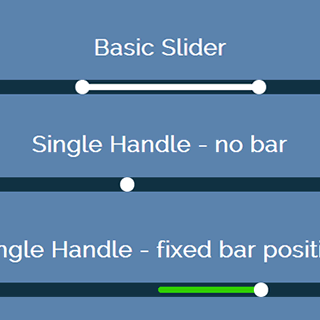 Basic Slider
Single Handle - no bar
ngle Handle - fixed bar positi